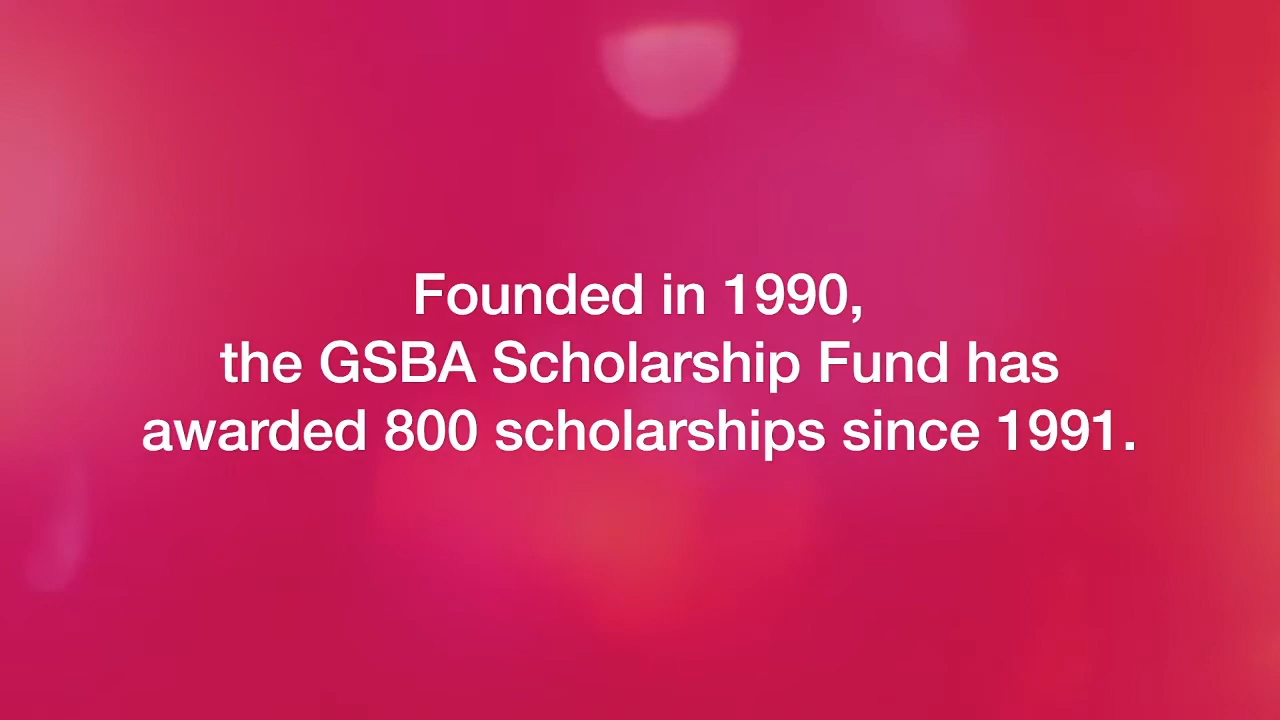 Founded in 1990,
the GSBA Scholarship Fund has
awarded 800 scholarships since 1991.